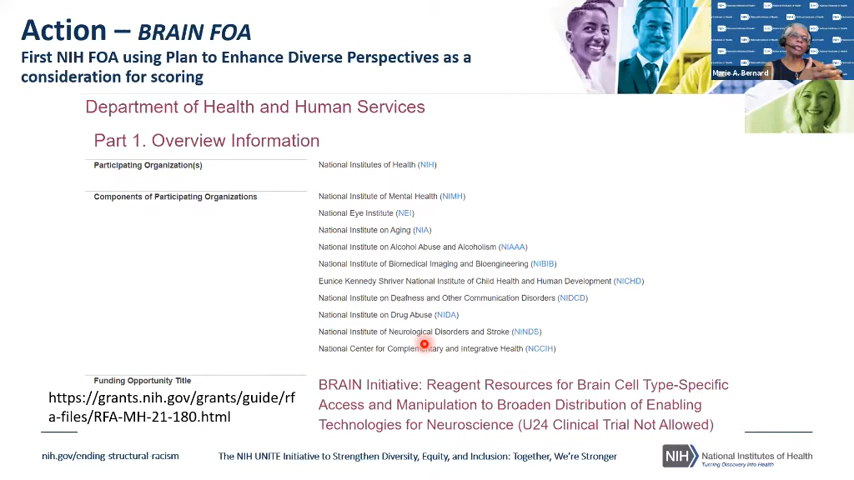 Action – BRAIN FOA
First NIH FOA using Plan to Enhance Diverse Perspectives as a
consideration for scoring
Marie A. Bernard
Department of Health and Human Services
Part 1. Overview Information
Participating Organization(s)
National Institutes of Health (NIH)
Components of Participating Organizations
National Institute of Mental Health (NIMH)
National Eye Institute (NEI)
National Institute on Aging (NIA)
National Institute on Alcohol Abuse and Alcoholism (NIAAA)
National Institute of Biomedical Imaging and Bioengineering (NIBIB)
Eunice Kennedy Shriver National Institute of Child Health and Human Development (NICHD)
National Institute on Deafness and Other Communication Disorders (NIDCD)
National Institute on Drug Abuse (NIDA)
National Institute of Neurological Disorders and Stroke (NINDS)
National Center for Complementary and Integrative Health (NCCIH)
Funding Opportunity Title
BRAIN Initiative: Reagent Resources for Brain Cell Type-Specific
Access and Manipulation to Broaden Distribution of Enabling
Technologies for Neuroscience (U24 Clinical Trial Not Allowed)
https://grants.nih.gov/grants/guide/rf
a-files/RFA-MH-21-180.html
nih.gov/ending-structural-racism
The NIH UNITE Initiative to Strengthen Diversity, Equity, and Inclusion: Together, We're Stronger
NIH National Institutes of Health
Turning Discovery Into Health